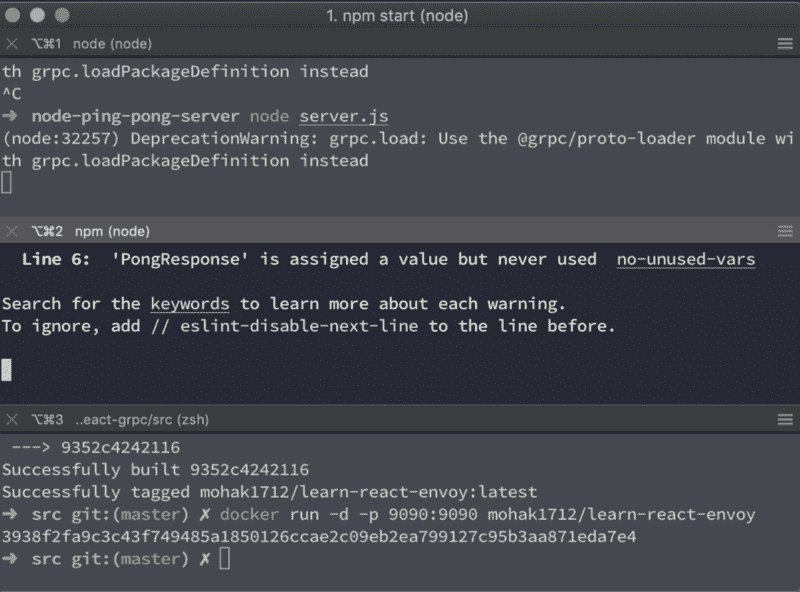 1. npm start (node)
⌥⌘1 node (node)
th grpc.loadPackageDefinition instead
^C
➜ node-ping-pong-server node server.js
(node:32257) DeprecationWarning: grpc.load: Use the @grpc/proto-loader module wi
th grpc.loadPackageDefinition instead
⌥⌘2 npm (node)
Line 6: 'PongResponse' is assigned a value but never used no-unused-vars
Search for the keywords to learn more about each warning.
To ignore, add // eslint-disable-next-line to the line before.
⌥⌘3 ..eact-grpc/src (zsh)
---> 9352c4242116
Successfully built 9352c4242116
Successfully tagged mohak1712/learn-react-envoy:latest
➜ src git:(master) ✗ docker run -d -p 9090:9090 mohak1712/learn-react-envoy
3938f2fa9c3c43f749485a1850126ccae2c09eb2ea799127c95b3aa871eda7e4
➜ src git:(master) ✗